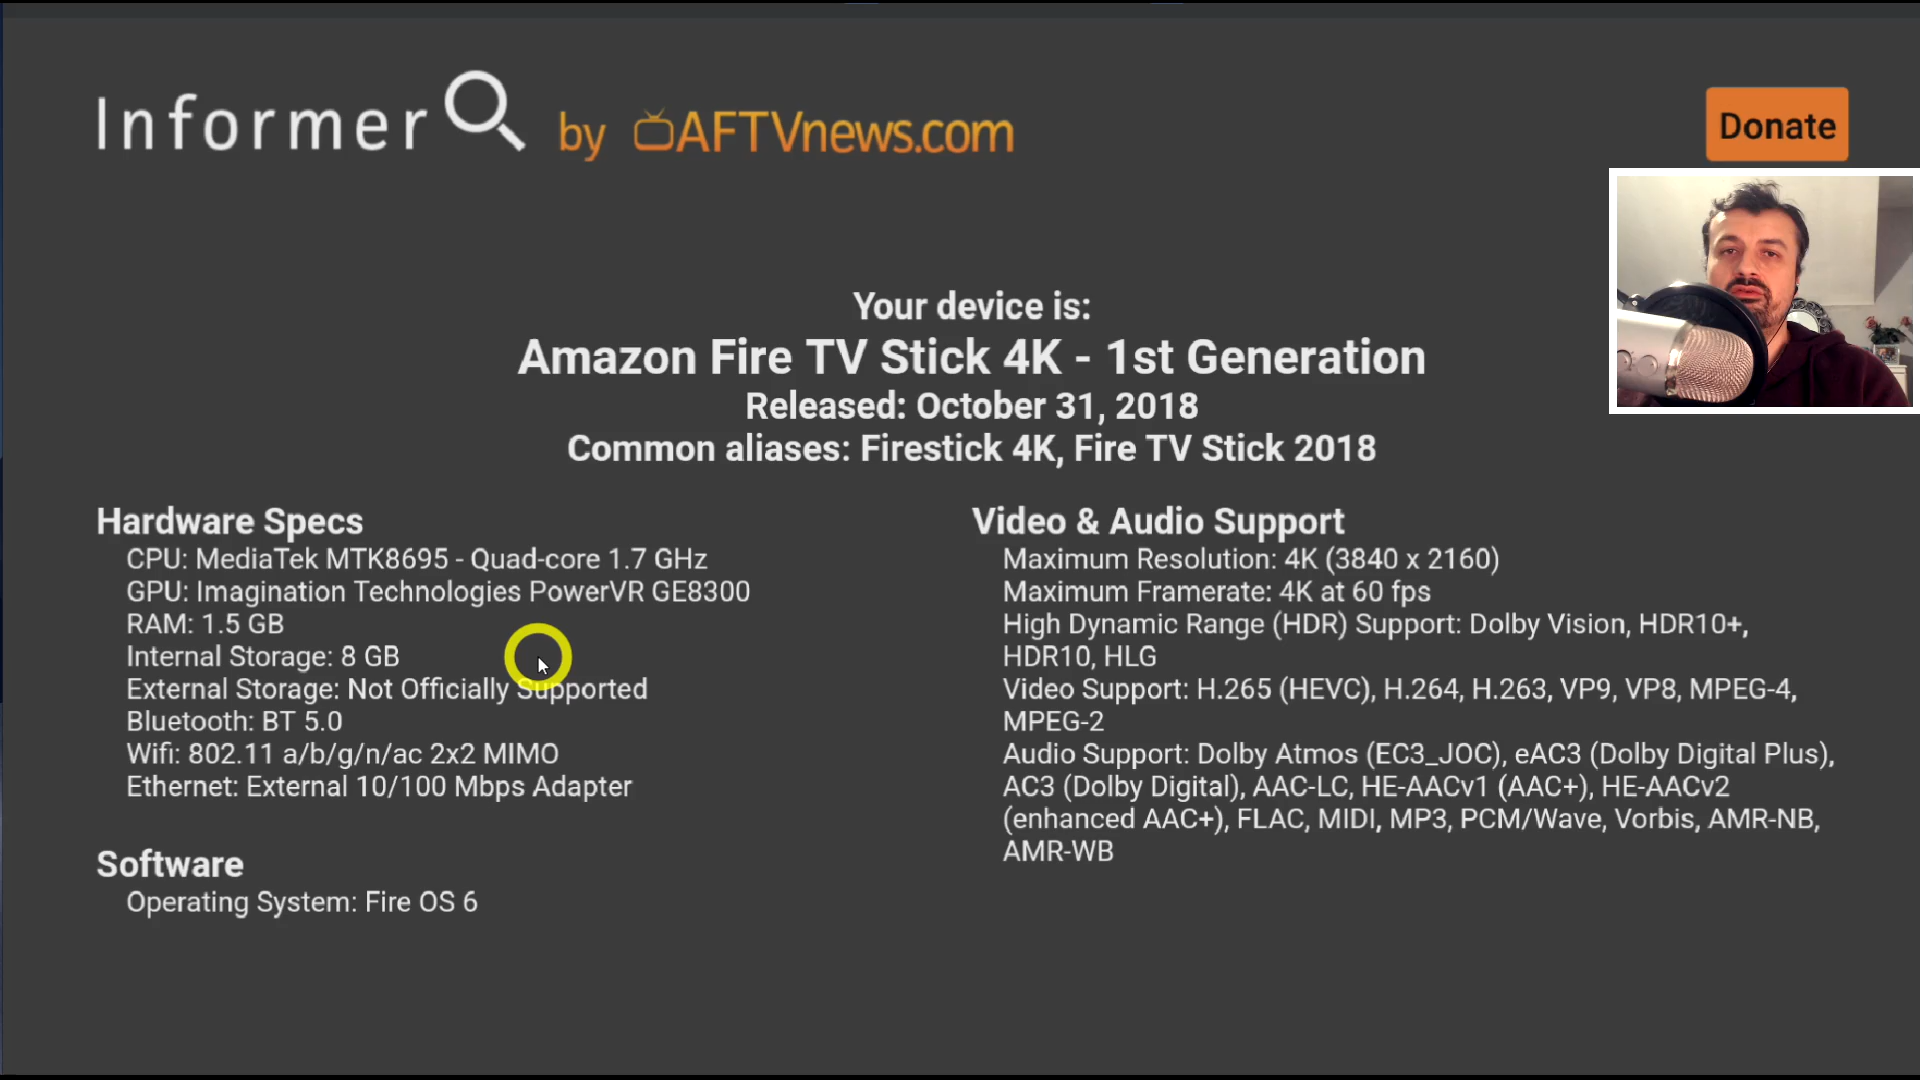 Informer by AFTVnews.com
Donate
Your device is:
Amazon Fire TV Stick 4K - 1st Generation
Released: October 31, 2018
Common aliases: Firestick 4K, Fire TV Stick 2018
Hardware Specs
CPU: MediaTek MTK8695 - Quad-core 1.7 GHz
GPU: Imagination Technologies PowerVR GE8300
RAM: 1.5 GB
Internal Storage: 8 GB
External Storage: Not Officially Supported
Bluetooth: BT 5.0
Wifi: 802.11 a/b/g/n/ac 2x2 MIMO
Ethernet: External 10/100 Mbps Adapter
Software
Operating System: Fire OS 6
Video & Audio Support
Maximum Resolution: 4K (3840 x 2160)
Maximum Framerate: 4K at 60 fps
High Dynamic Range (HDR) Support: Dolby Vision, HDR10+,
HDR10, HLG
Video Support: H.265 (HEVC), H.264, H.263, VP9, VP8, MPEG-4,
MPEG-2
Audio Support: Dolby Atmos (EC3_JOC), eAC3 (Dolby Digital Plus),
AC3 (Dolby Digital), AAC-LC, HE-AACv1 (AAC+), HE-AACv2
(enhanced AAC+), FLAC, MIDI, MP3, PCM/Wave, Vorbis, AMR-NB,
AMR-WB